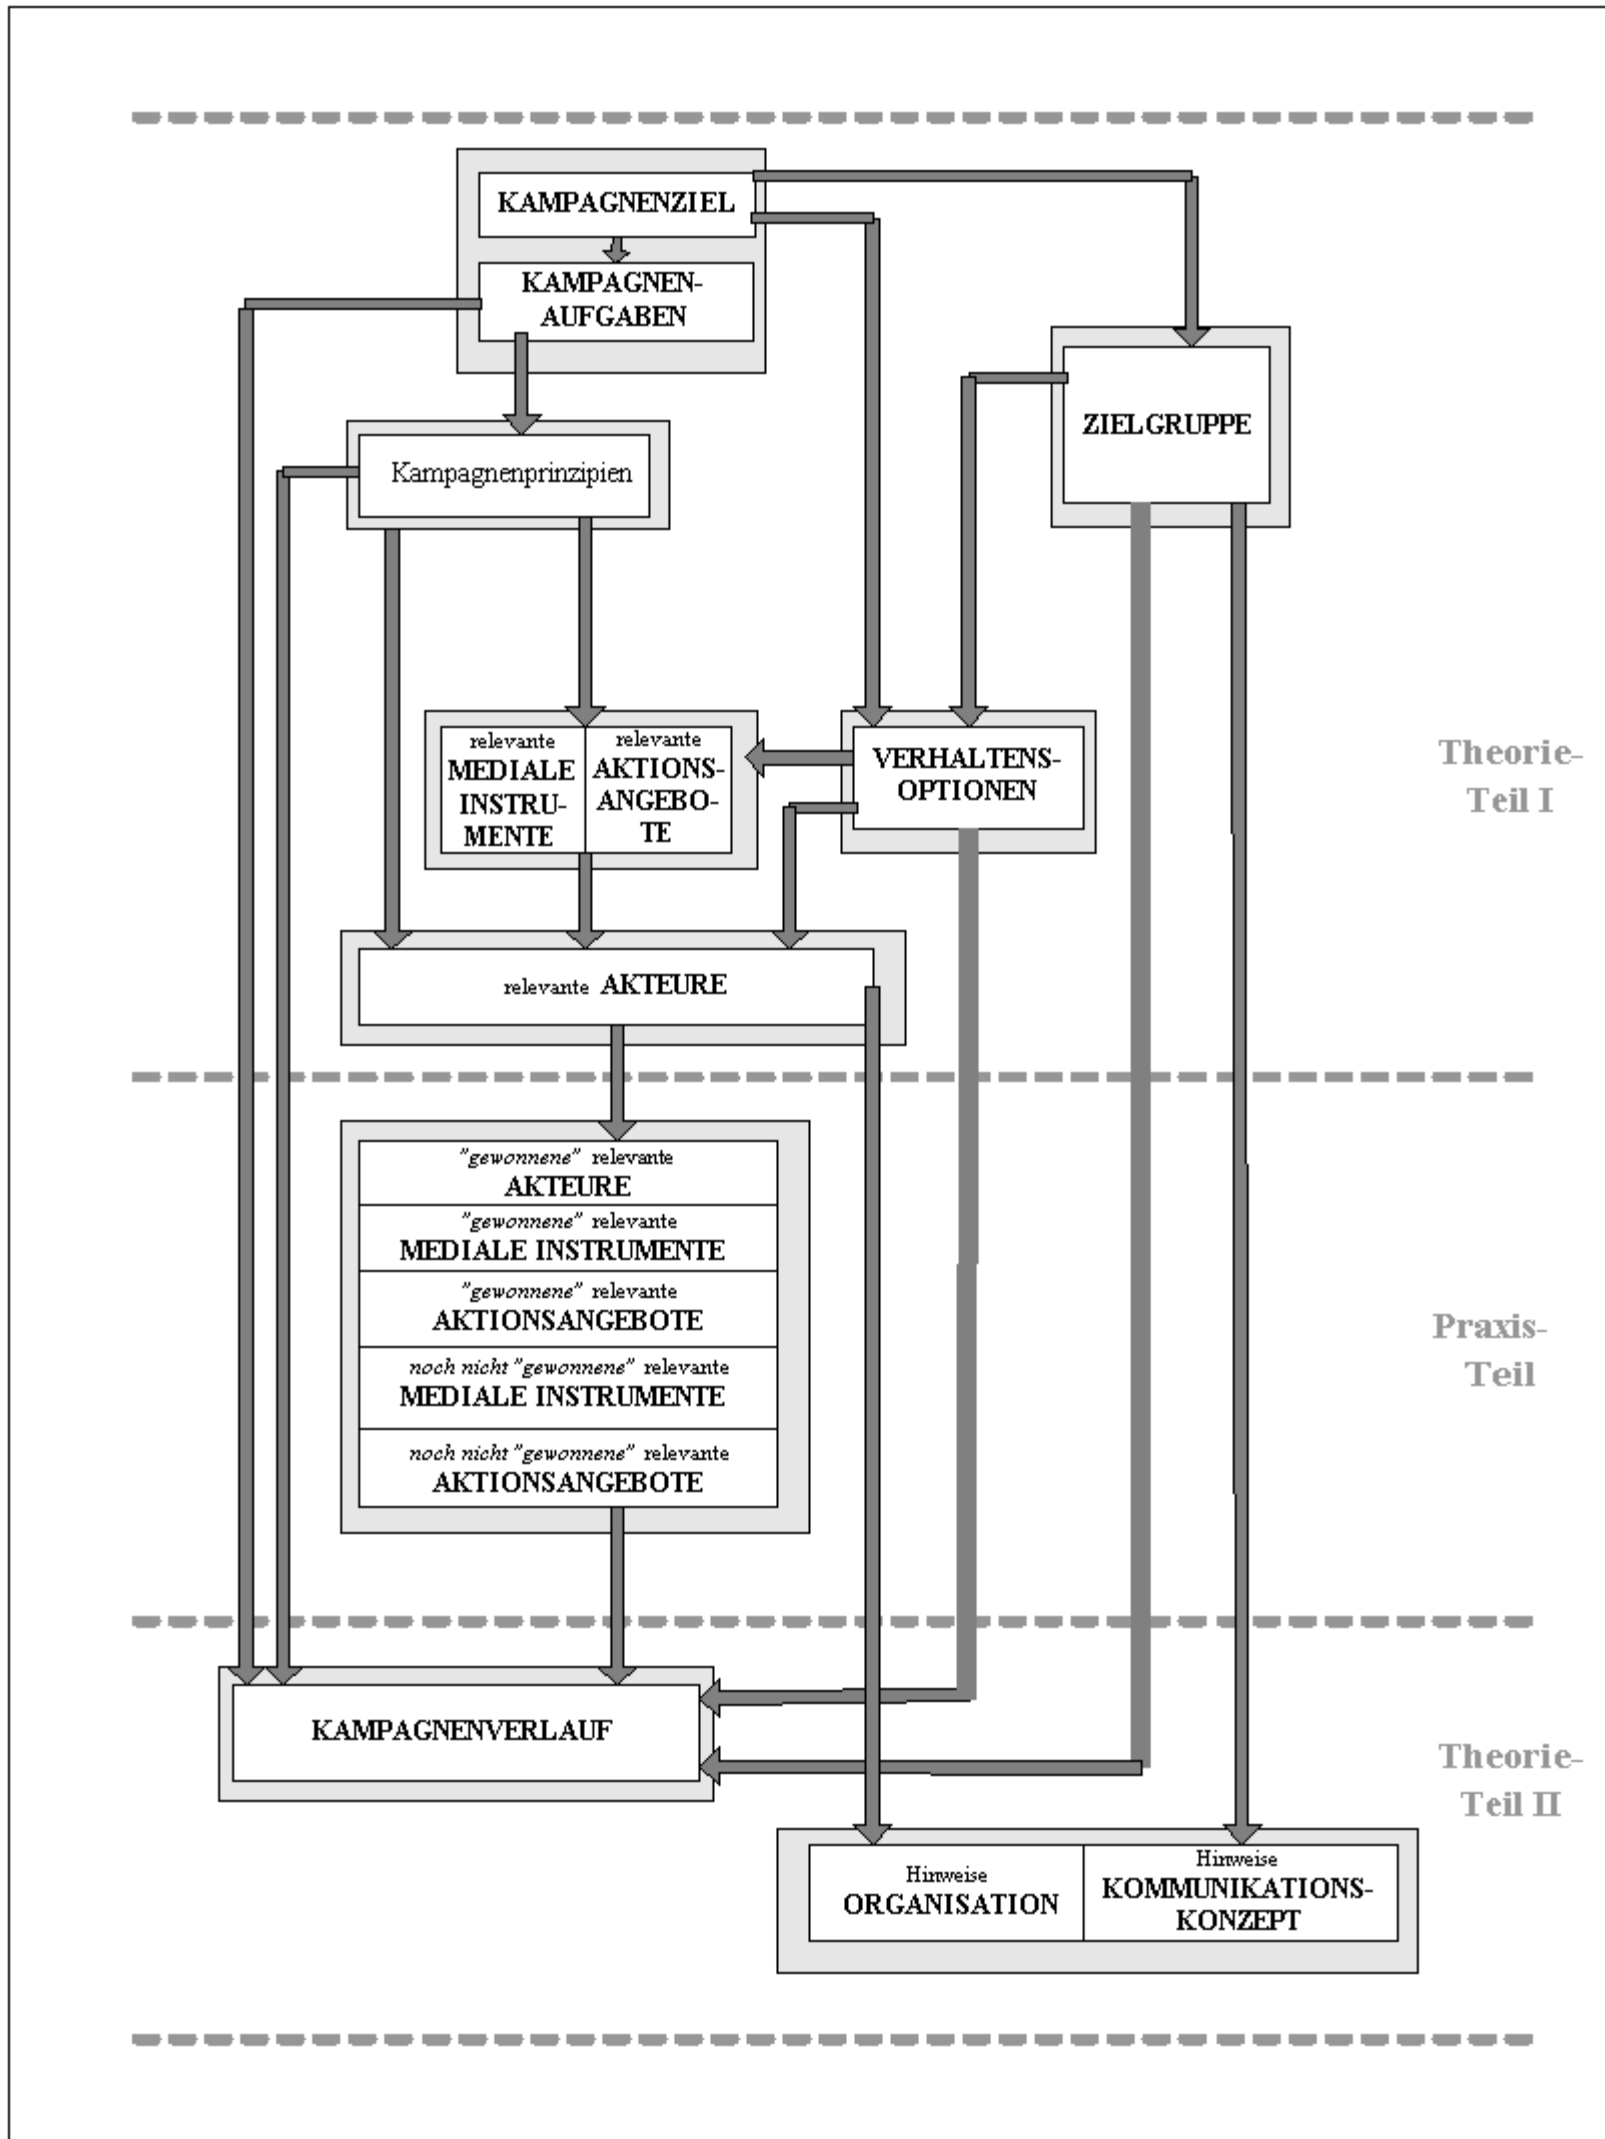 KAMPAGNENZIEL
KAMPAGNEN-
AUFGABEN
ZIELGRUPPE
Kampagnenprinzipien
relevante
MEDIALE
INSTRU-
MENTE
relevante
AKTIONS-
ANGEBO-
TE
VERHALTENS-
OPTIONEN
Theorie-
Teil I
relevante AKTEURE
"gewonnene" relevante
AKTEURE
"gewonnene" relevante
MEDIALE INSTRUMENTE
"gewonnene" relevante
AKTIONSANGEBOTE
noch nicht "gewonnene" relevante
MEDIALE INSTRUMENTE
noch nicht "gewonnene" relevante
AKTIONSANGEBOTE
Praxis-
Teil
KAMPAGNENVERLAUF
Theorie-
Teil II
Hinweise
ORGANISATION
Hinweise
KOMMUNIKATIONS-
KONZEPT